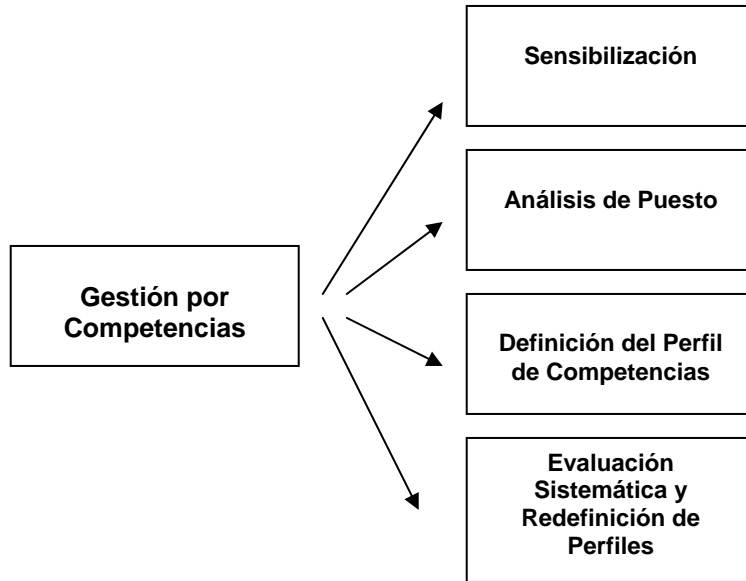 Sensibilización
Análisis de Puesto
Gestión por
Competencias
Definición del Perfil
de Competencias
Evaluación
Sistemática y
Redefinición de
Perfiles